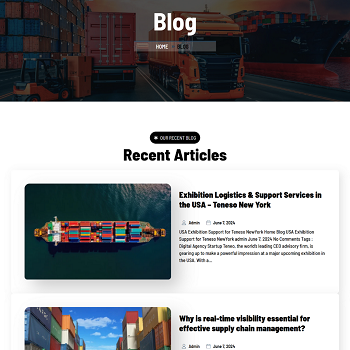 Blog
HOME
BLOG
OUR RECENT BLOG
Recent Articles
Exhibition Logistics & Support Services in
the USA – Teneso New York
Admin June 7, 2024
USA Exhibition Support for Teneso NewYork Home Blog USA Exhibition
Support for Teneso NewYork admin June 7, 2024 No Comments Tags :
Digital Agency Startup Teneo, the world's leading CEO advisory firm, is
gearing up to make a powerful impression at a major upcoming exhibition in
the USA. With a...
Why is real-time visibility essential for
effective supply chain management?
Admin June 7, 2024